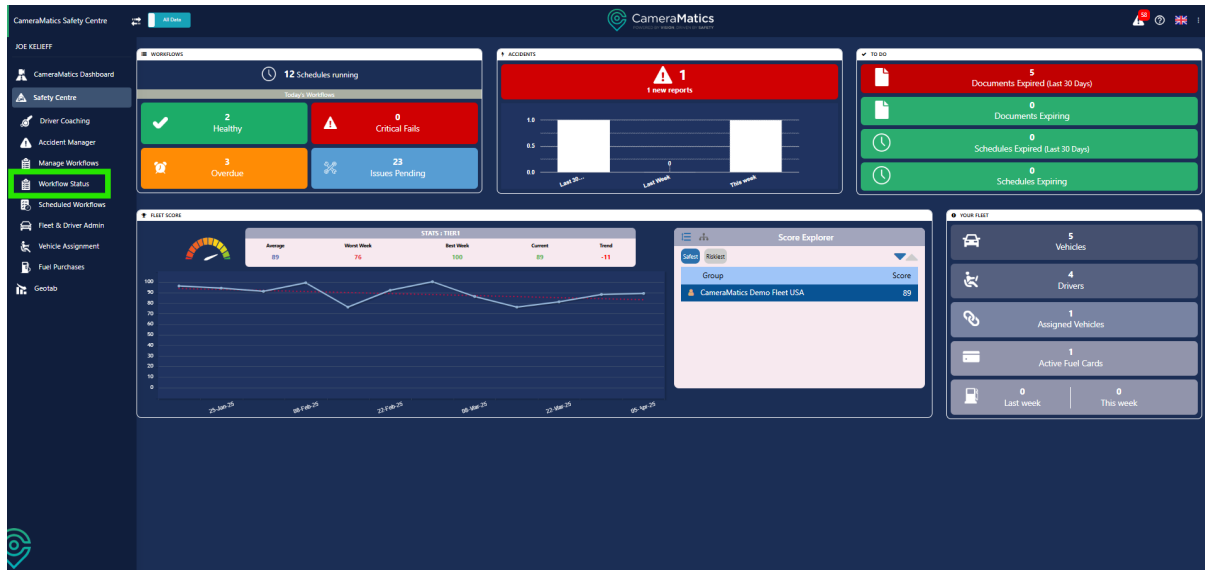 CameraMatics Safety Centre
All Data
CameraMatics
POWERED BY VISION. DRIVEN BY SAFETY
58
JOE KELIEFF
CameraMatics Dashboard
Safety Centre
Driver Coaching
Accident Manager
Manage Workflows
Workflow Status
Scheduled Workflows
Fleet & Driver Admin
Vehicle Assignment
Fuel Purchases
Geotab
WORKFLOWS
12 Schedules running
Today's Workflows
2
Healthy
0
Critical Fails
3
Overdue
23
Issues Pending
ACCIDENTS
1
1 new reports
1.0
0.5
0.0
0
Last 30...
Last Week
This week
TO DO
5
Documents Expired (Last 30 Days)
0
Documents Expiring
0
Schedules Expired (Last 30 Days)
0
Schedules Expiring
FLEET SCORE
STATS : TIER1
Average Worst Week Best Week Current Trend
89 76 100 89 -11
100
90
80
70
60
50
40
30
20
10
0
25-Jan-25
08-Feb-25
22-Feb-25
08-Mar-25
22-Mar-25
05-Apr-25
Score Explorer
Safest Riskiest
Group Score
CameraMatics Demo Fleet USA 89
YOUR FLEET
5
Vehicles
4
Drivers
1
Assigned Vehicles
1
Active Fuel Cards
0 0
Last week This week